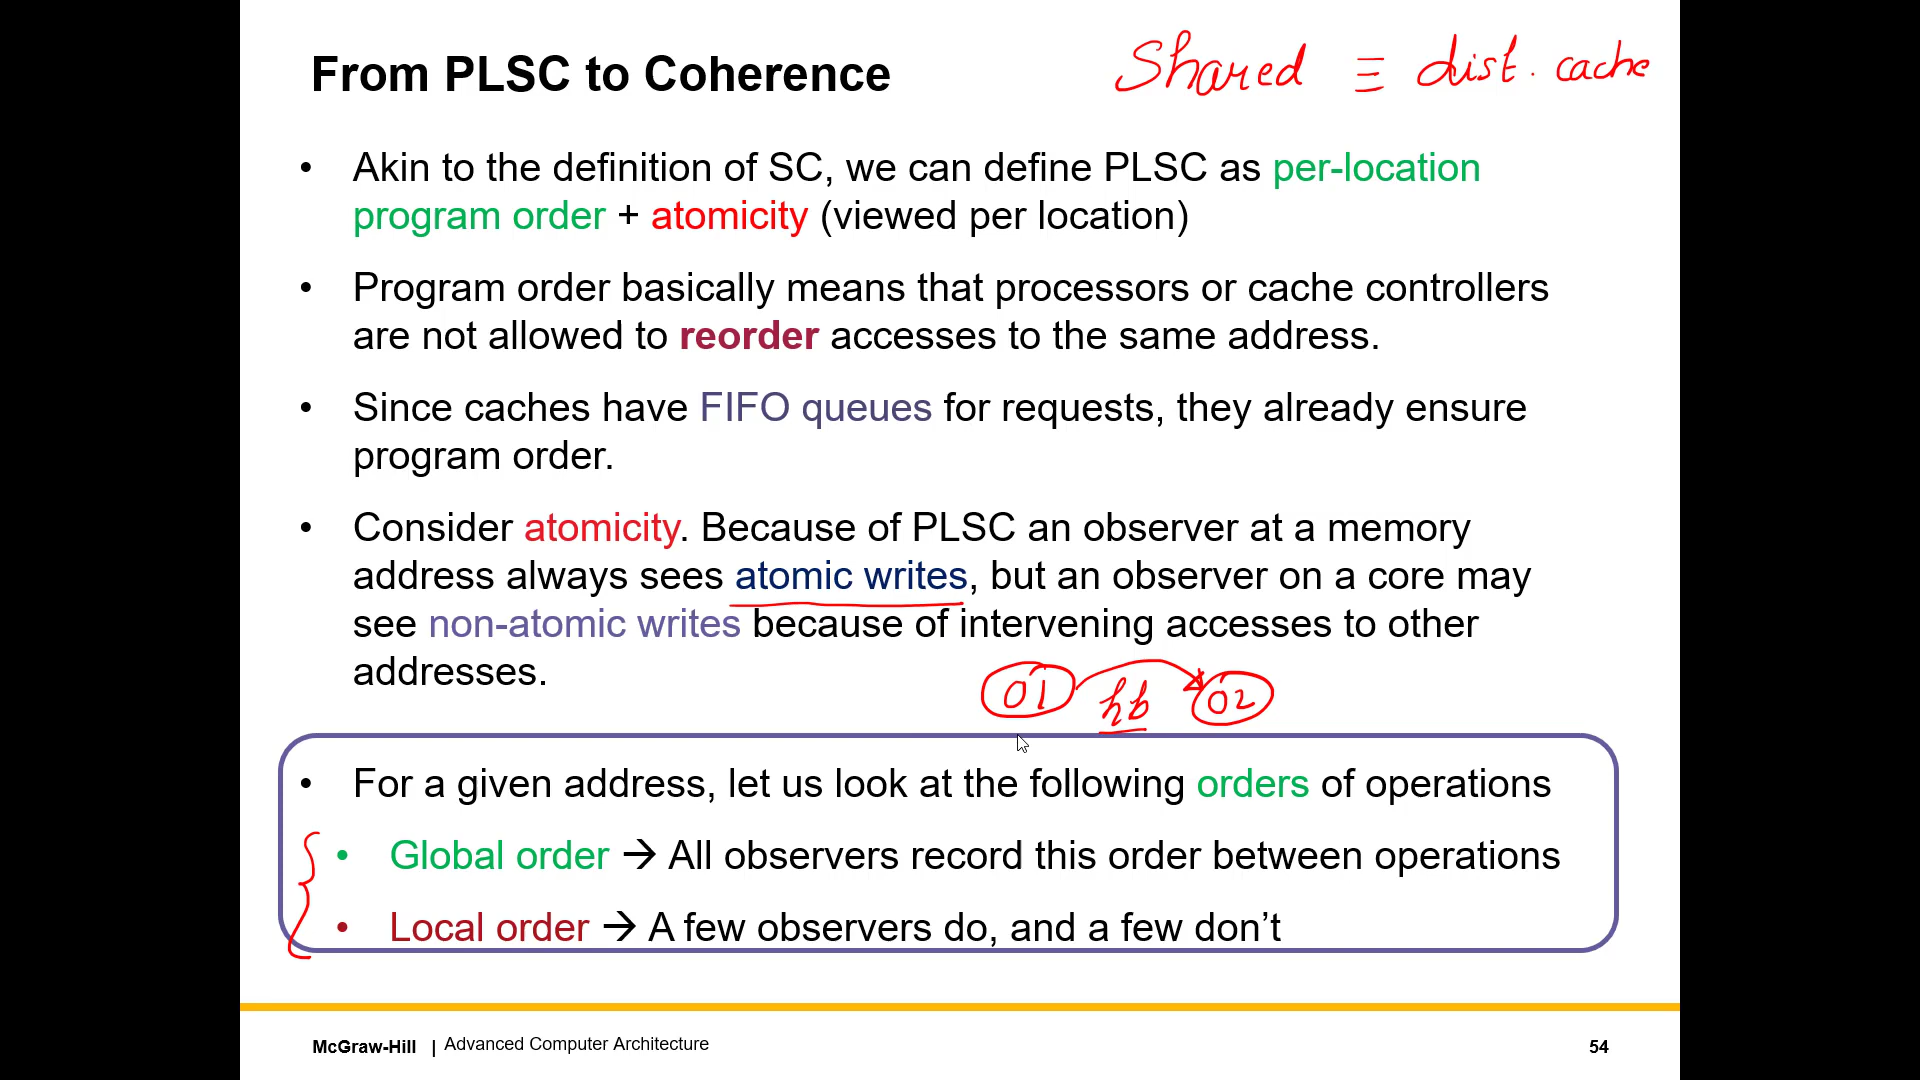 From PLSC to Coherence
Shared ≡ dist. cache
• Akin to the definition of SC, we can define PLSC as per-location
program order + atomicity (viewed per location)
• Program order basically means that processors or cache controllers
are not allowed to reorder accesses to the same address.
• Since caches have FIFO queues for requests, they already ensure
program order.
• Consider atomicity. Because of PLSC an observer at a memory
address always sees atomic writes, but an observer on a core may
see non-atomic writes because of intervening accesses to other
addresses.
O1 hb O2
• For a given address, let us look at the following orders of operations
• Global order → All observers record this order between operations
• Local order → A few observers do, and a few don't
McGraw-Hill | Advanced Computer Architecture 54